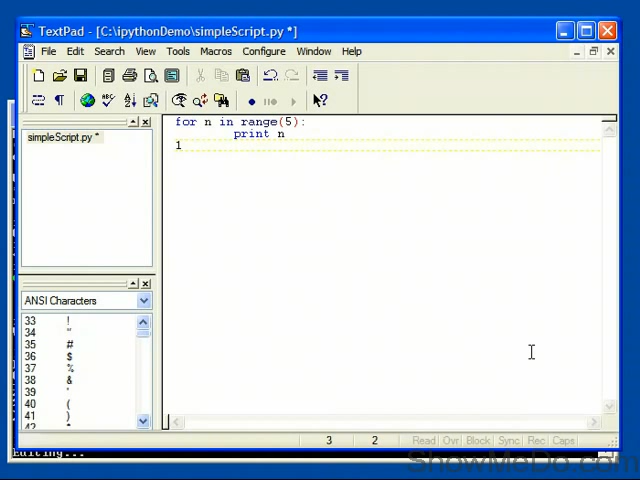 TextPad - [C:\ipythonDemo\simpleScript.py *]
File Edit Search View Tools Macros Configure Window Help
simpleScript.py *
for n in range(5):
print n
1
ANSI Characters
33 !
34 "
35 #
36 $
37 %
38 &
39 '
40 (
41 )
42 *
3 2 Read Ovr Block Sync Rec Caps
Editing...
ShowMeDo.com